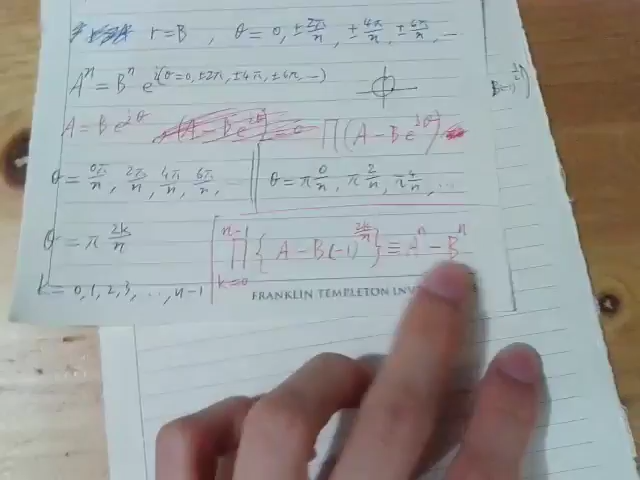 r=B , θ = 0, ±2π/n, ±4π/n, ±6π/n, ...
A^n = B^n e^i(θ=0, ±2π, ±4π, ±6π, ...)
A = B e^iθ Π(A - B e^iθ)
θ = 0π/n, 2π/n, 4π/n, 6π/n, ... θ = π 0/n, π 2/n, π 4/n, ...
θ = π 2k/n
k = 0, 1, 2, 3, ..., n-1
n-1 Π k=0 { A - B(-1)^(2k/n) } ≡ A^n - B^n
FRANKLIN TEMPLETON